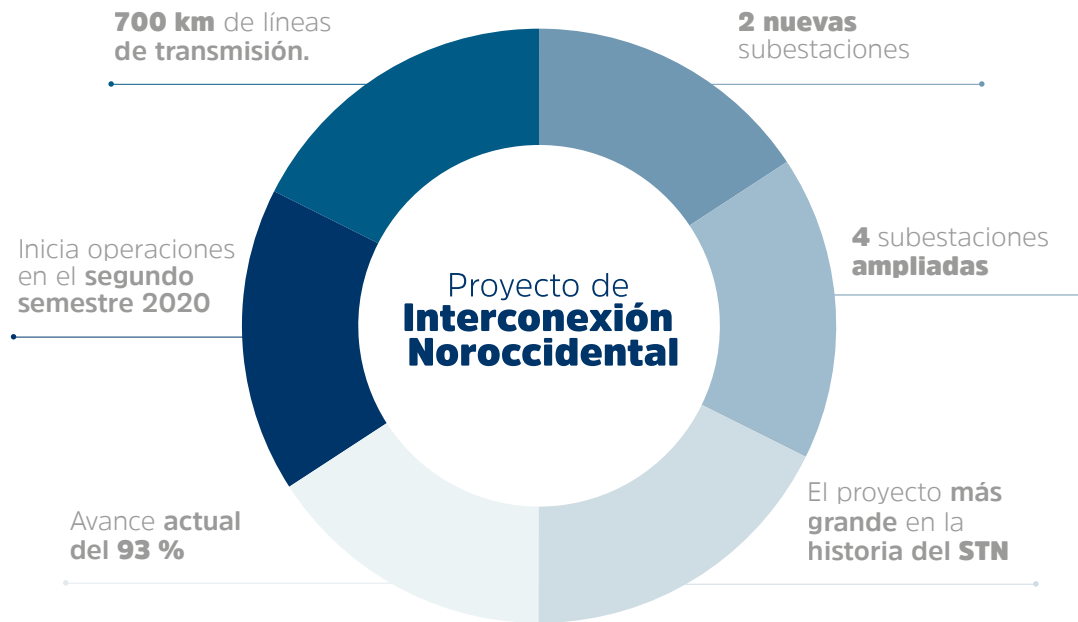 700 km de líneas
de transmisión.
2 nuevas
subestaciones
Inicia operaciones
en el segundo
semestre 2020
Proyecto de
Interconexión
Noroccidental
4 subestaciones
ampliadas
Avance actual
del 93 %
El proyecto más
grande en la
historia del STN